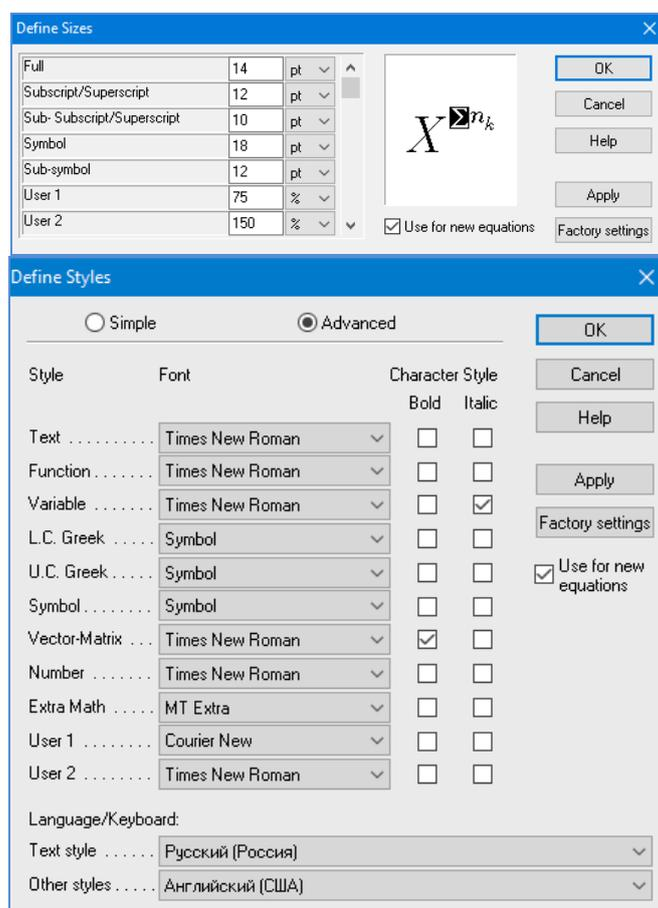 Define Sizes
Full 14 pt
Subscript/Superscript 12 pt
Sub- Subscript/Superscript 10 pt
Symbol 18 pt
Sub-symbol 12 pt
User 1 75 %
User 2 150 %
X Σ n k
Use for new equations
OK
Cancel
Help
Apply
Factory settings
Define Styles
Simple Advanced
Style Font Character Style
Bold Italic
Text .......... Times New Roman
Function ....... Times New Roman
Variable ....... Times New Roman
L.C. Greek ..... Symbol
U.C. Greek ..... Symbol
Symbol ........ Symbol
Vector-Matrix ... Times New Roman
Number ....... Times New Roman
Extra Math ..... MT Extra
User 1 ........ Courier New
User 2 ........ Times New Roman
OK
Cancel
Help
Apply
Factory settings
Use for new
equations
Language/Keyboard:
Text style ...... Русский (Россия)
Other styles ..... Английский (США)